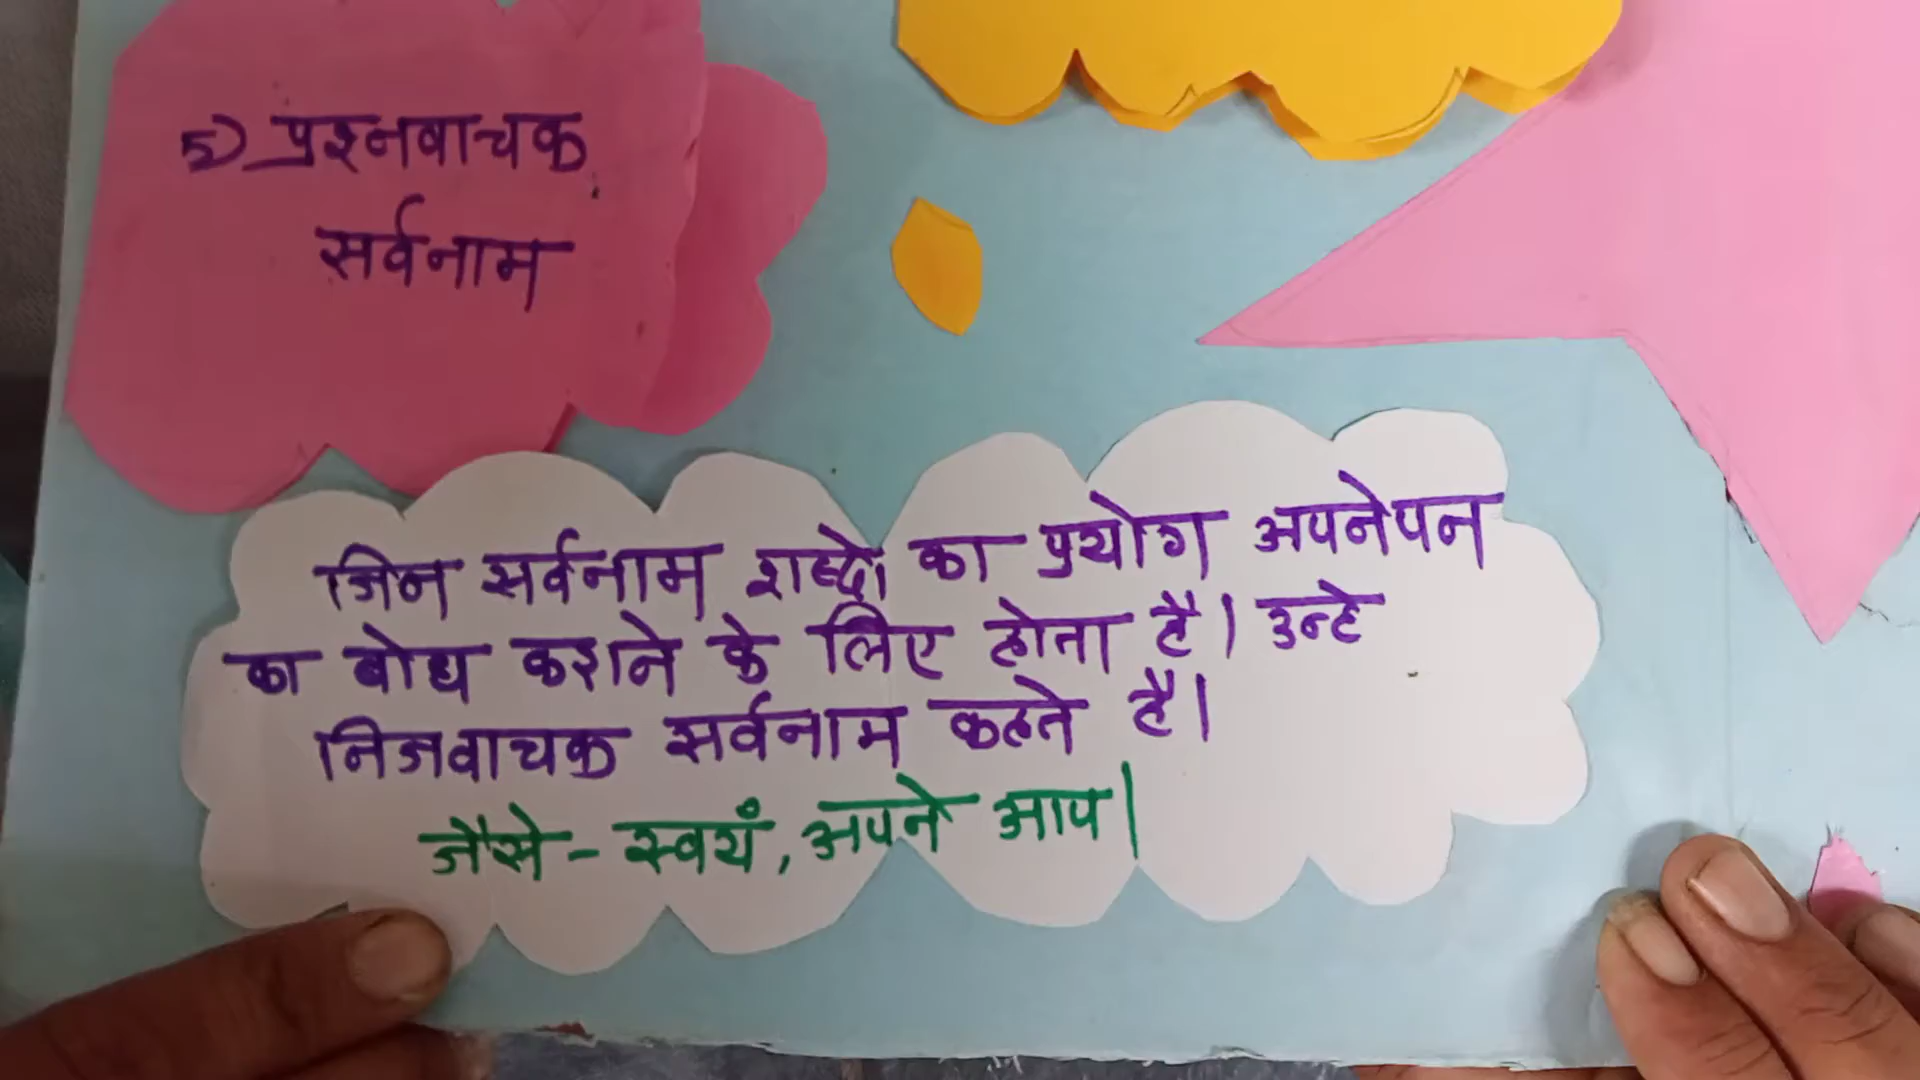 5) प्रश्नवाचक
सर्वनाम
जिन सर्वनाम शब्दों का प्रयोग अपनेपन
का बोध कराने के लिए होता है। उन्हे
निजवाचक सर्वनाम कहते है।
जैसे - स्वयं, अपने आप।